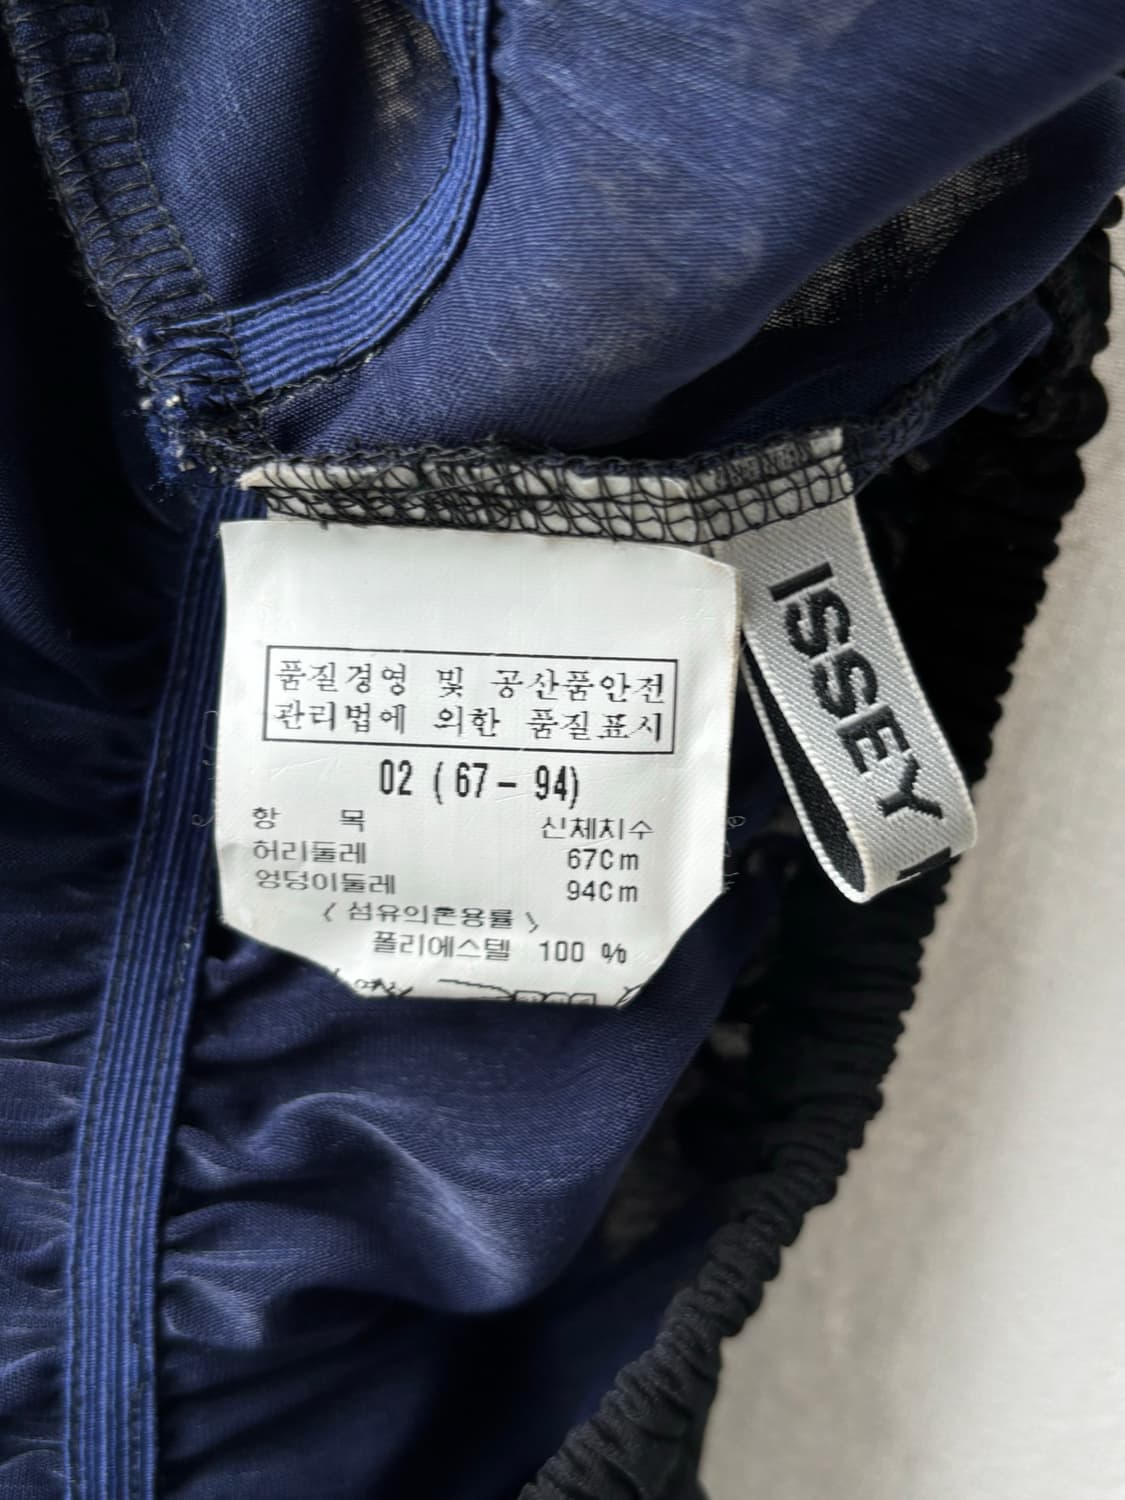 품질경영 및 공산품안전
관리법에 의한 품질표시
02 ( 67 - 94)
항 목 신체치수
허리둘레 67Cm
엉덩이둘레 94Cm
< 섬유의혼용률 >
폴리에스텔 100 %
ISSEY